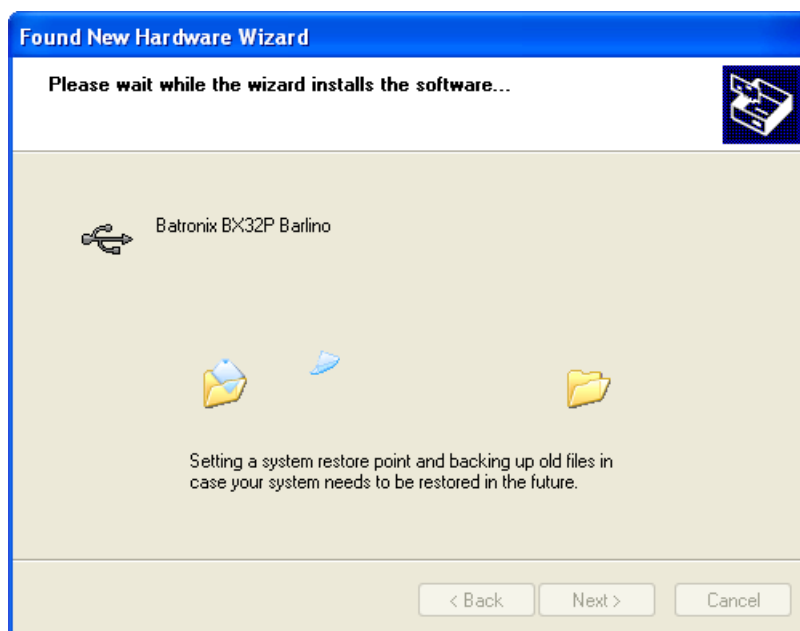 Found New Hardware Wizard
Please wait while the wizard installs the software...
Batronix BX32P Barlino
Setting a system restore point and backing up old files in
case your system needs to be restored in the future.
< Back
Next >
Cancel